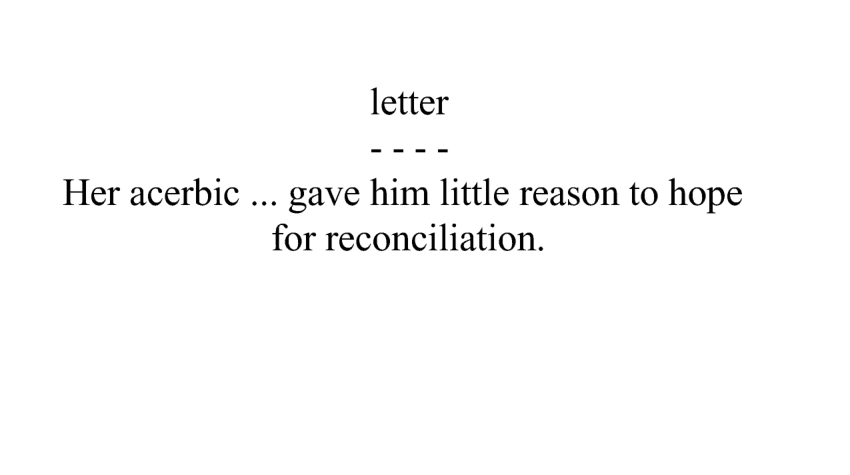 letter
- - - -
Her acerbic ... gave him little reason to hope
for reconciliation.